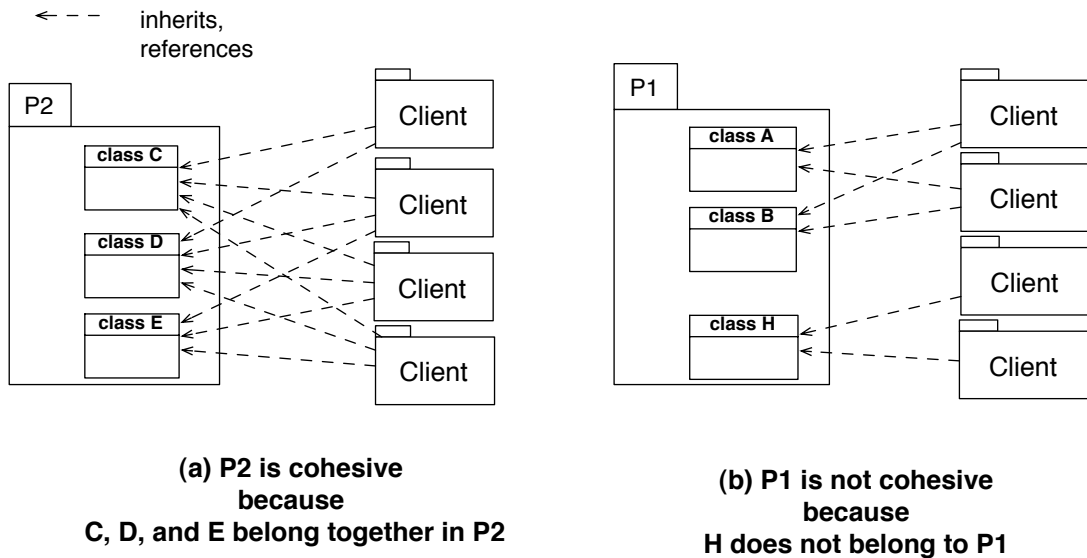 inherits,
references
P2
class C
class D
class E
Client
Client
Client
Client
(a) P2 is cohesive
because
C, D, and E belong together in P2
P1
class A
class B
class H
Client
Client
Client
Client
(b) P1 is not cohesive
because
H does not belong to P1